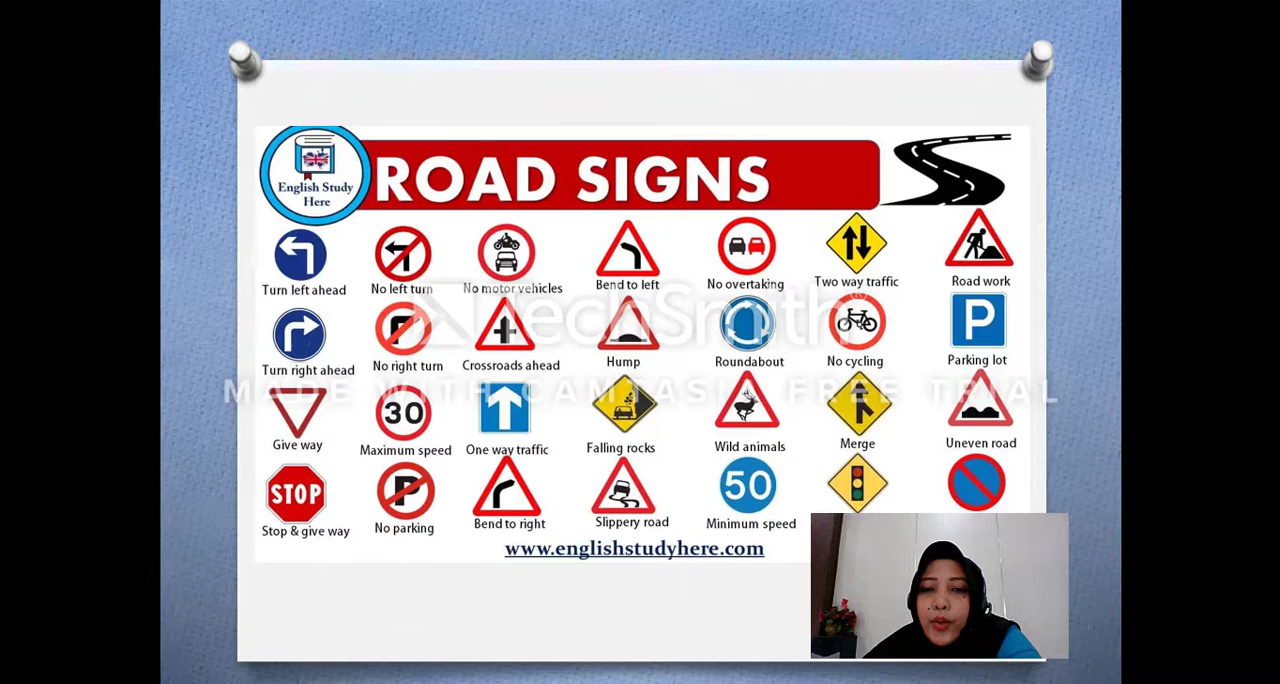 English Study
Here
ROAD SIGNS
Turn left ahead
No left turn
No motor vehicles
Bend to left
No overtaking
Two way traffic
Road work
TechSmith®
P
Turn right ahead
No right turn
Crossroads ahead
Hump
Roundabout
No cycling
Parking lot
MADE WITH CAMTASIA FREE TRIAL
30
Give way
Maximum speed
One way traffic
Falling rocks
Wild animals
Merge
Uneven road
STOP
P
50
Stop & give way
No parking
Bend to right
Slippery road
Minimum speed
www.englishstudyhere.com